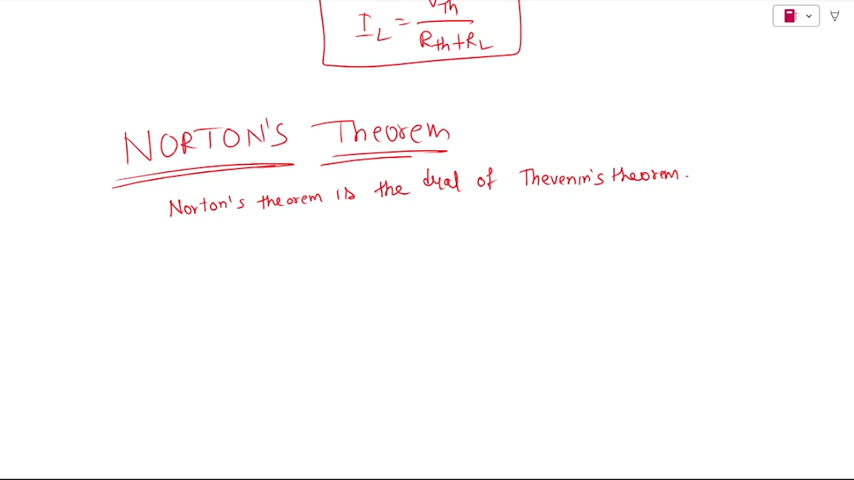 I_L = V_Th / (R_Th + R_L)
NORTON'S Theorem
Norton's theorem is the dual of Thevenin's theorem.